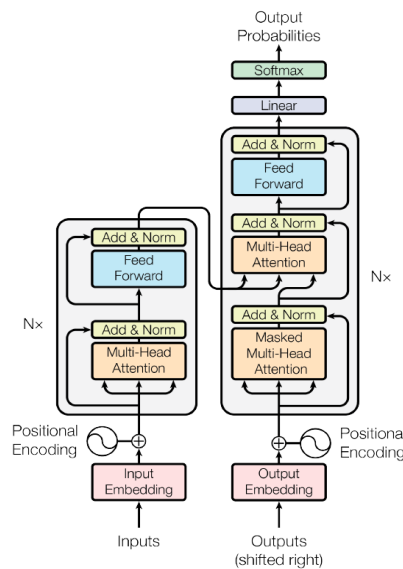 Output
Probabilities
Softmax
Linear
Add & Norm
Feed
Forward
Add & Norm
Multi-Head
Attention
Nx
Add & Norm
Masked
Multi-Head
Attention
Add & Norm
Feed
Forward
Nx
Add & Norm
Multi-Head
Attention
Positional
Encoding
Positiona
Encoding
Input
Embedding
Output
Embedding
Inputs
Outputs
(shifted right)